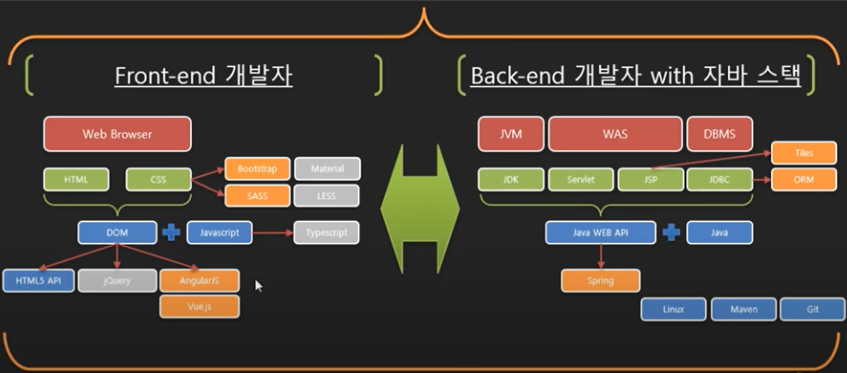 Front-end 개발자
Back-end 개발자 with 자바 스택
Web Browser
HTML
CSS
Bootstrap
Material
SASS
LESS
DOM
Javascript
Typescript
HTML5 API
jQuery
AngularJS
Vue.js
JVM
WAS
DBMS
Tiles
JDK
Servlet
JSP
JDBC
ORM
Java WEB API
Java
Spring
Linux
Maven
Git